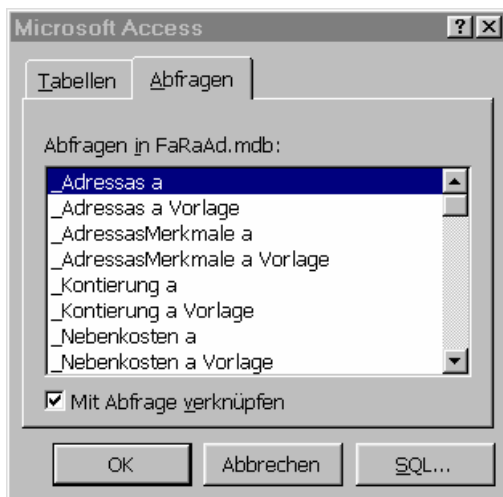 Microsoft Access
Tabellen Abfragen
Abfragen in FaRaAd.mdb:
_Adressas a
_Adressas a Vorlage
_AdressasMerkmale a
_AdressasMerkmale a Vorlage
_Kontierung a
_Kontierung a Vorlage
_Nebenkosten a
_Nebenkosten a Vorlage
Mit Abfrage verknüpfen
OK Abbrechen SQL...